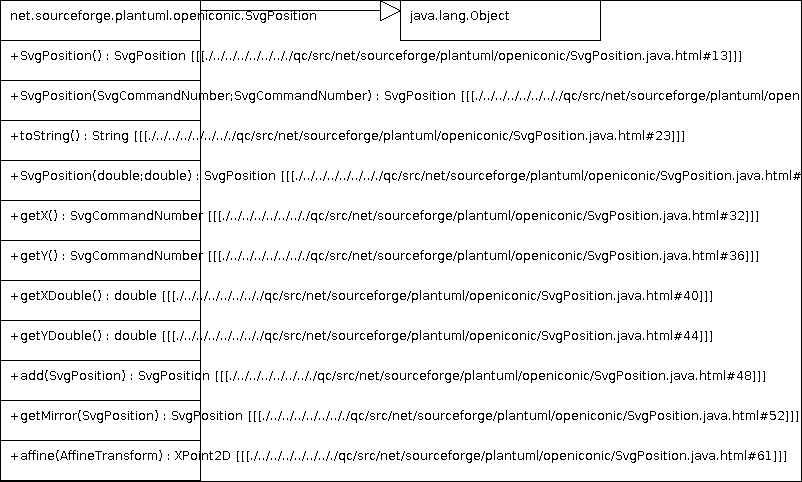 net.sourceforge.plantuml.openiconic.SvgPosition
java.lang.Object
+SvgPosition() : SvgPosition [[[./../../../../../../../qc/src/net/sourceforge/plantuml/openiconic/SvgPosition.java.html#13]]]
+SvgPosition(SvgCommandNumber;SvgCommandNumber) : SvgPosition [[[./../../../../../../../qc/src/net/sourceforge/plantuml/open
+toString() : String [[[./../../../../../../../qc/src/net/sourceforge/plantuml/openiconic/SvgPosition.java.html#23]]]
+SvgPosition(double;double) : SvgPosition [[[./../../../../../../../qc/src/net/sourceforge/plantuml/openiconic/SvgPosition.java.html#
+getX() : SvgCommandNumber [[[./../../../../../../../qc/src/net/sourceforge/plantuml/openiconic/SvgPosition.java.html#32]]]
+getY() : SvgCommandNumber [[[./../../../../../../../qc/src/net/sourceforge/plantuml/openiconic/SvgPosition.java.html#36]]]
+getXDouble() : double [[[./../../../../../../../qc/src/net/sourceforge/plantuml/openiconic/SvgPosition.java.html#40]]]
+getYDouble() : double [[[./../../../../../../../qc/src/net/sourceforge/plantuml/openiconic/SvgPosition.java.html#44]]]
+add(SvgPosition) : SvgPosition [[[./../../../../../../../qc/src/net/sourceforge/plantuml/openiconic/SvgPosition.java.html#48]]]
+getMirror(SvgPosition) : SvgPosition [[[./../../../../../../../qc/src/net/sourceforge/plantuml/openiconic/SvgPosition.java.html#52]]]
+affine(AffineTransform) : XPoint2D [[[./../../../../../../../qc/src/net/sourceforge/plantuml/openiconic/SvgPosition.java.html#61]]]